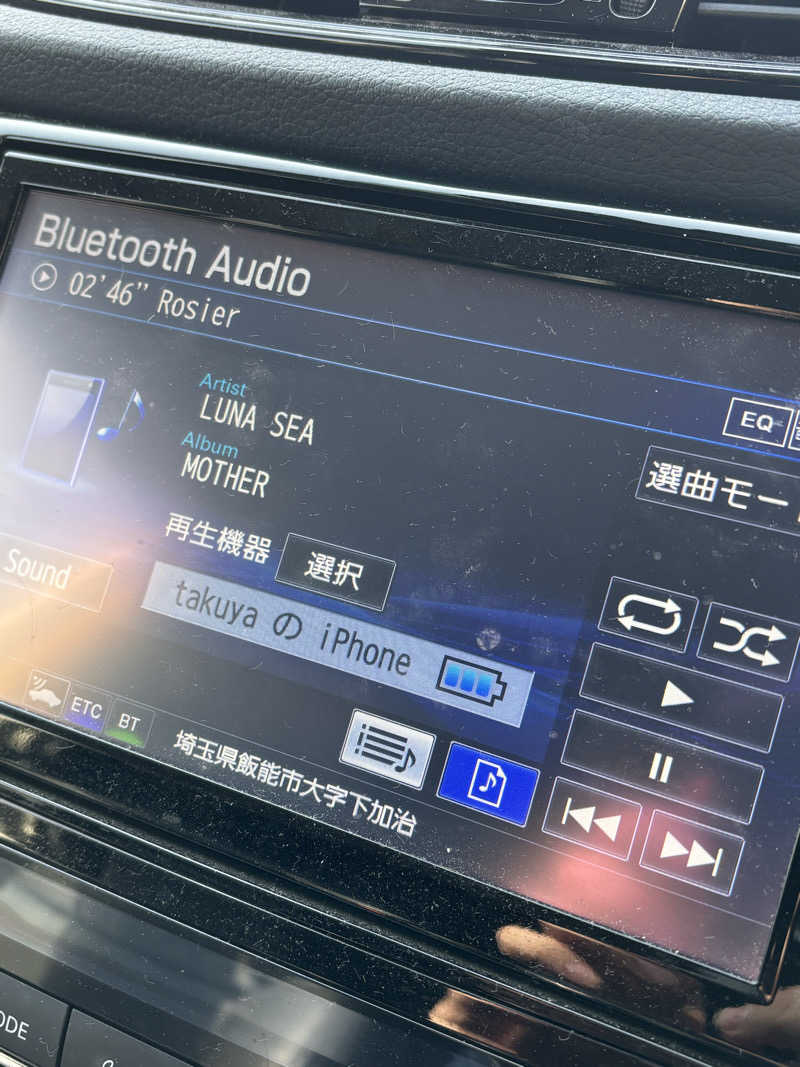 Bluetooth Audio
02'46" Rosier
Artist
LUNA SEA
Album
MOTHER
EQ
選曲モー
再生機器
選択
Sound
takuya の iPhone
ETC
BT
埼玉県飯能市大字下加治
ODE